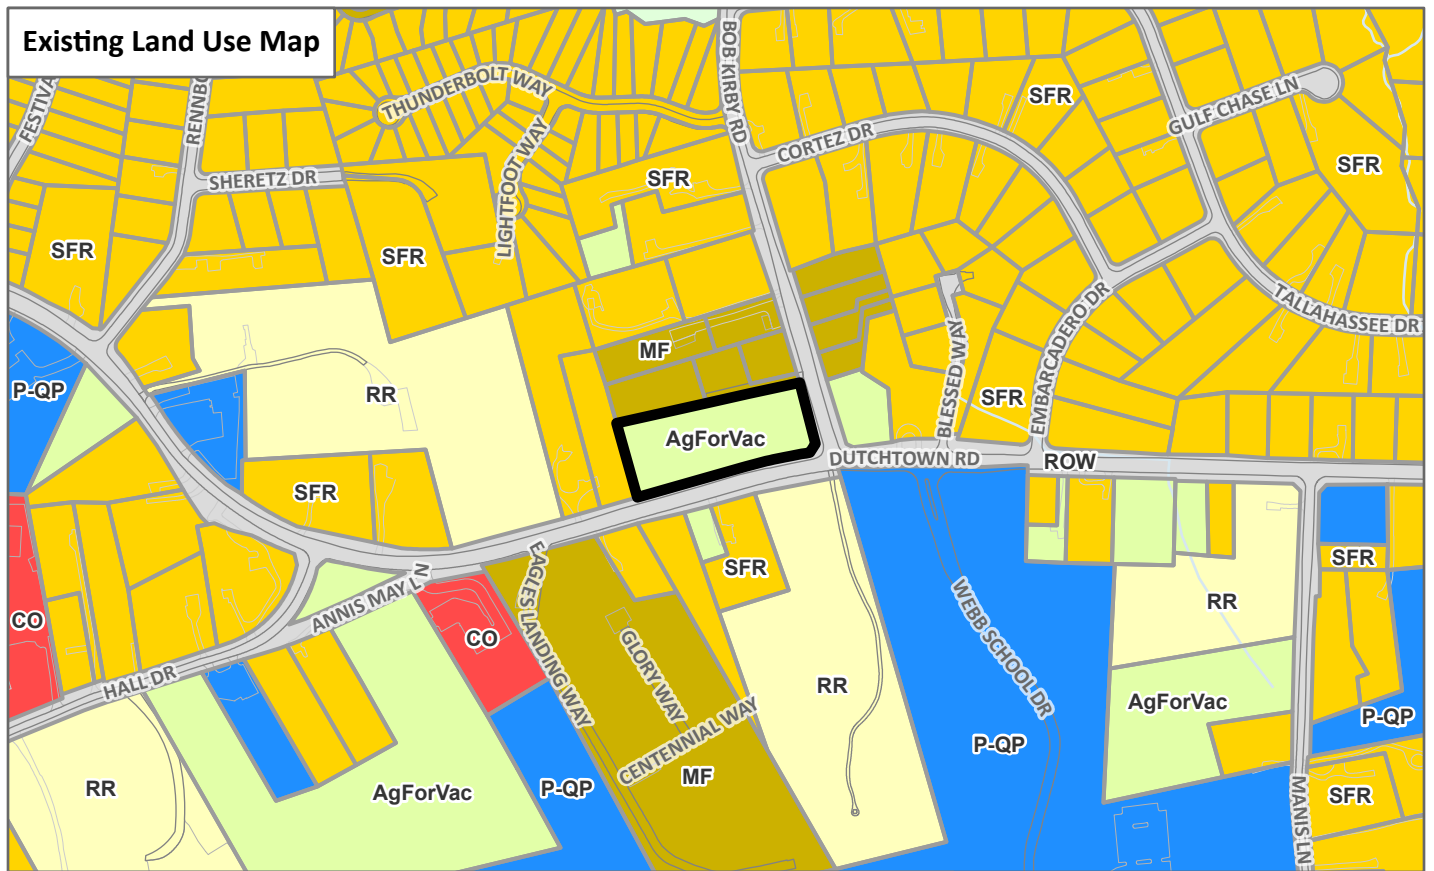 Existing Land Use Map
BOB KIRBY RD
FESTIVA
RENNBO
THUNDERBOLT WAY
LIGHTFOOT WAY
SHERETZ DR
CORTEZ DR
GULF CHASE LN
SFR
SFR
SFR
SFR
SFR
TALLAHASSEE DR
EMBARCADERO DR
BLESSED WAY
MF
P-QP
RR
SFR
AgForVac
DUTCHTOWN RD
ROW
SFR
EAGLES LANDING WAY
SFR
SFR
ANNIS MAY LN
WEBB SCHOOL DR
RR
CO
CO
GLORY WAY
HALL DR
RR
CENTENNIAL WAY
AgForVac
P-QP
P-QP
MF
RR
AgForVac
P-QP
SFR
MANIS LN